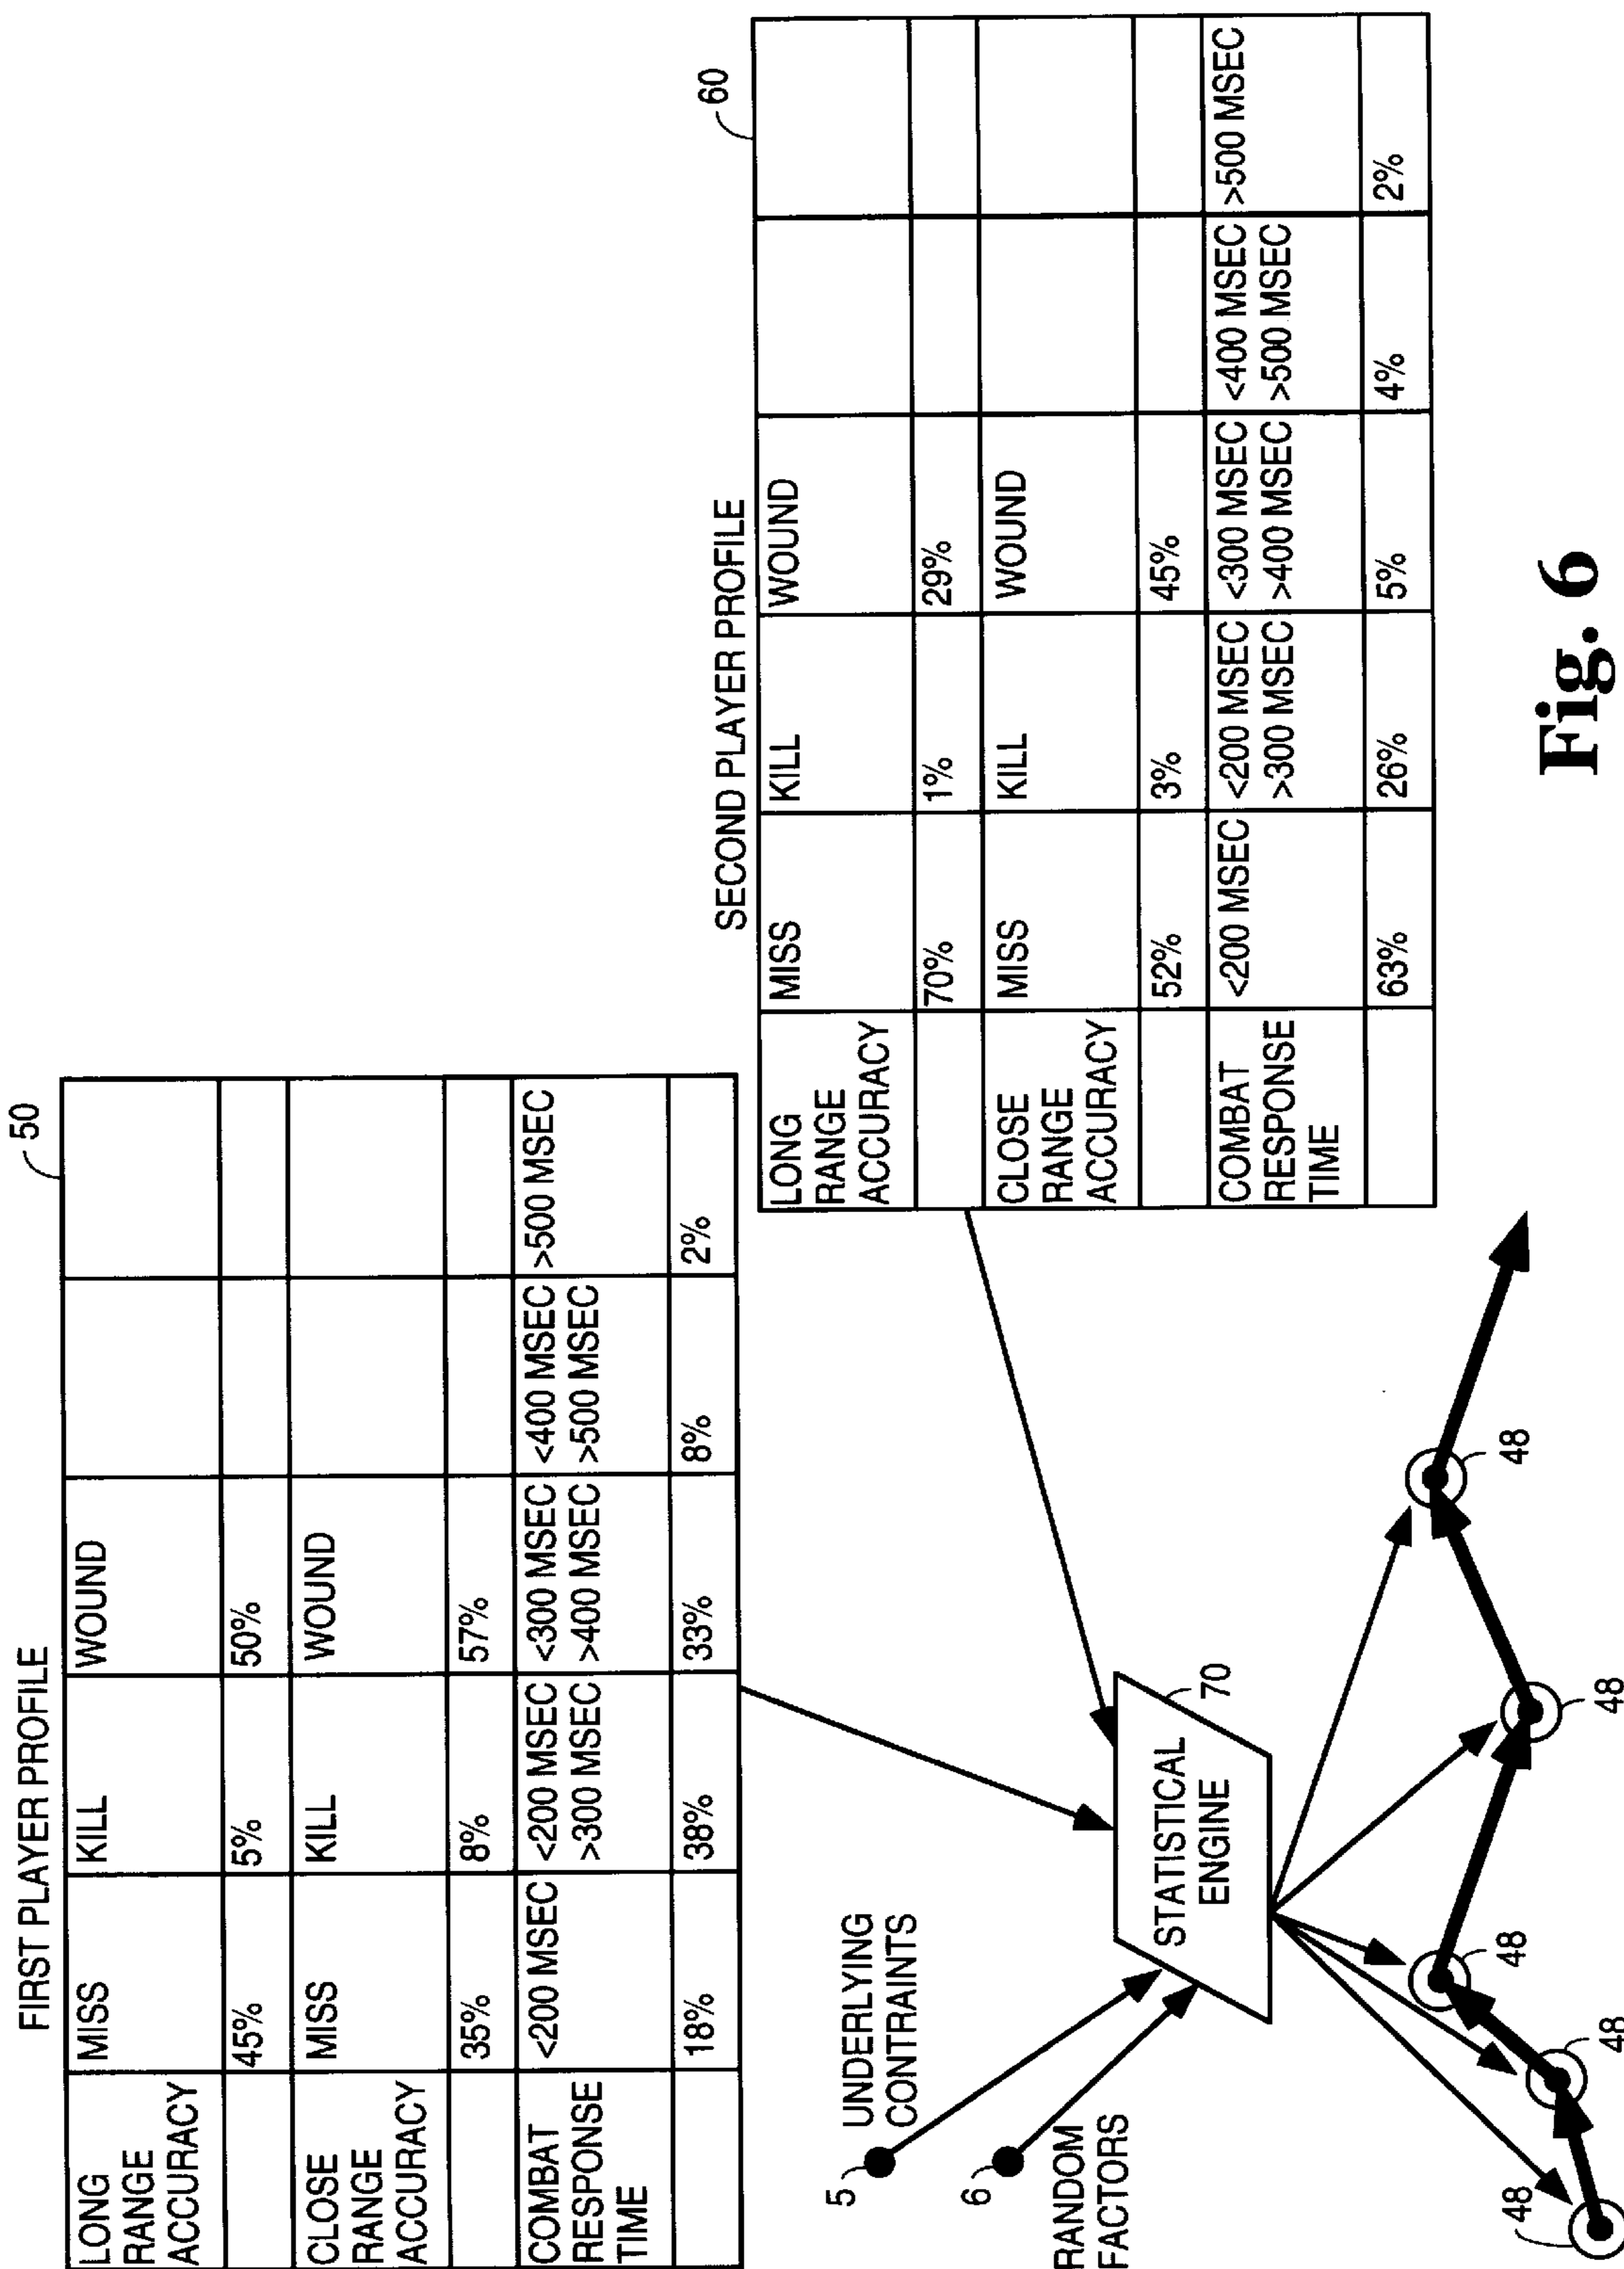 FIRST PLAYER PROFILE
50
LONG RANGE ACCURACY MISS KILL WOUND
45% 5% 50%
CLOSE RANGE ACCURACY MISS KILL WOUND
35% 8% 57%
COMBAT RESPONSE TIME <200 MSEC <200 MSEC >300 MSEC <300 MSEC >400 MSEC <400 MSEC >500 MSEC >500 MSEC
18% 38% 33% 8% 2%
SECOND PLAYER PROFILE
60
LONG RANGE ACCURACY MISS KILL WOUND
70% 1% 29%
CLOSE RANGE ACCURACY MISS KILL WOUND
52% 3% 45%
COMBAT RESPONSE TIME <200 MSEC <200 MSEC >300 MSEC <300 MSEC >400 MSEC <400 MSEC >500 MSEC >500 MSEC
63% 26% 5% 4% 2%
5
UNDERLYING
CONTRAINTS
6
RANDOM
FACTORS
STATISTICAL
ENGINE
70
48
48
48
48
48
Fig. 6